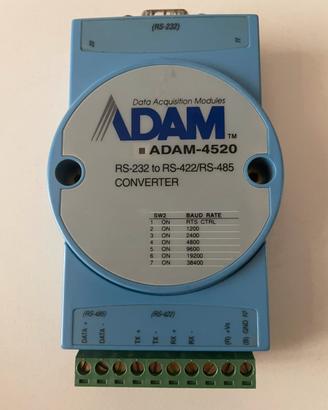 (RS-232)
Data Acquisition Modules
ADAM™
ADAM-4520
RS-232 to RS-422/RS-485
CONVERTER
SW2 BAUD RATE
1 ON RTS CTRL
2 ON 1200
3 ON 2400
4 ON 4800
5 ON 9600
6 ON 19200
7 ON 38400
(RS-485) (RS-422)
DATA + DATA - TX + TX - RX + RX - (R) +Vs (B) GND